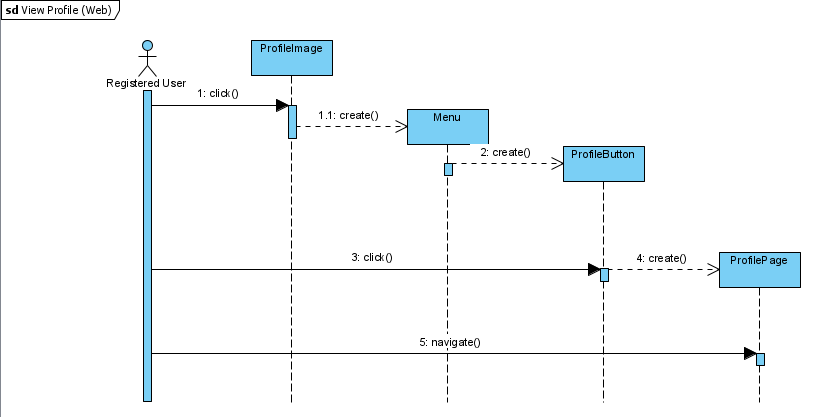 sd View Profile (Web)
ProfileImage
Registered User
1: click()
1.1: create()
Menu
2: create()
ProfileButton
3: click()
4: create()
ProfilePage
5: navigate()